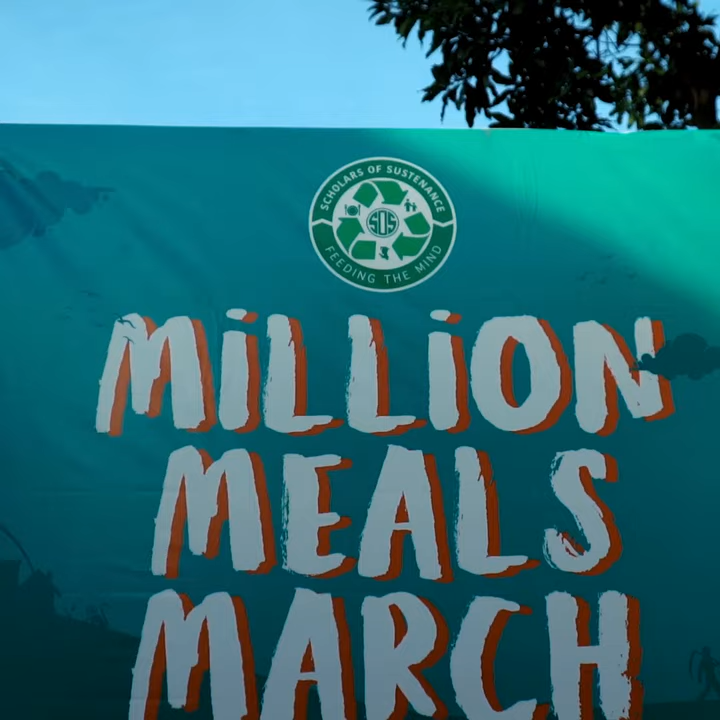 SCHOLARS OF SUSTENANCE
SOS
FEEDING THE MIND
MiLLiON
MEALS
MARCH